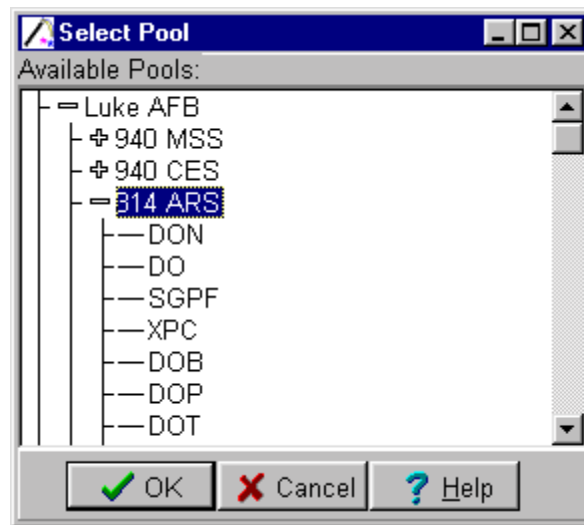 Select Pool
Available Pools:
Luke AFB
940 MSS
940 CES
314 ARS
DON
DO
SGPF
XPC
DOB
DOP
DOT
OK Cancel Help